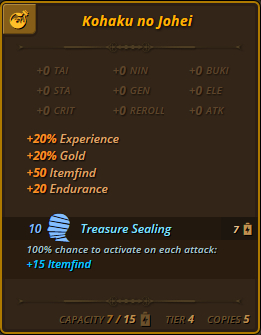 Kohaku no Johei
+0 TAI +0 NIN +0 BUKI
+0 STA +0 GEN +0 ELE
+0 CRIT +0 REROLL +0 ATK
+20% Experience
+20% Gold
+50 Itemfind
+20 Endurance
10 Treasure Sealing 7
100% chance to activate on each attack:
+15 Itemfind
CAPACITY 7 / 15 TIER 4 COPIES 5